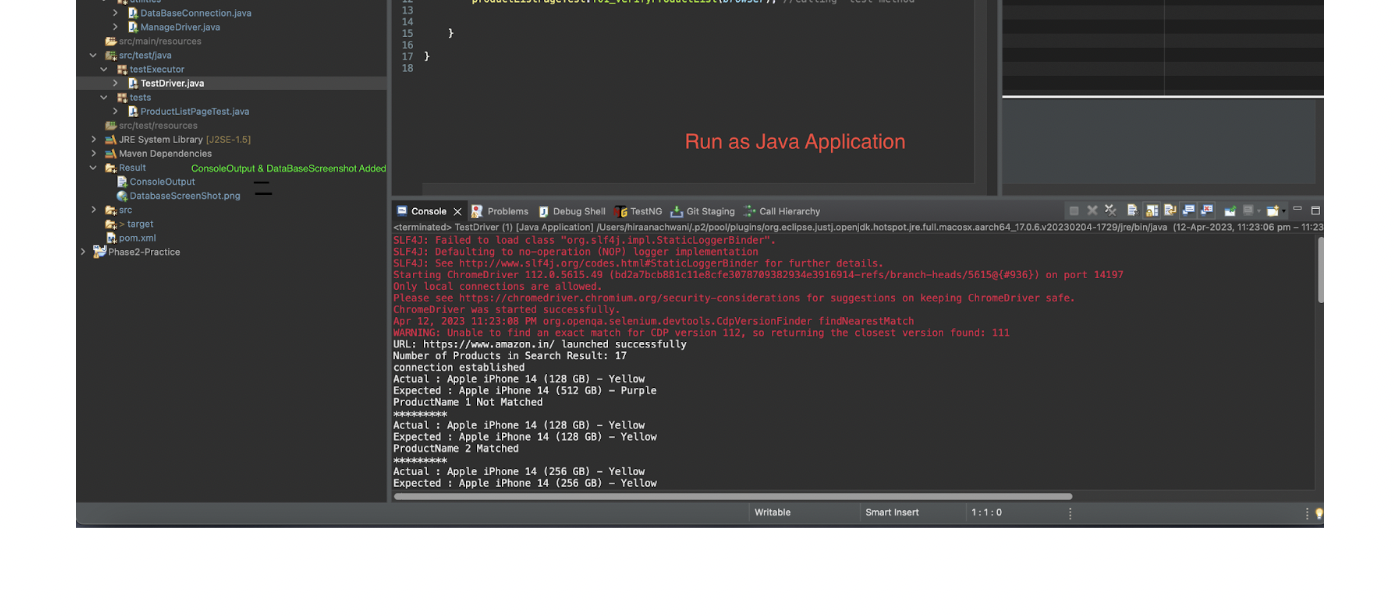 utilities
DataBaseConnection.java
ManageDriver.java
src/main/resources
src/test/java
testExecutor
TestDriver.java
tests
ProductListPageTest.java
src/test/resources
JRE System Library [J2SE-1.5]
Maven Dependencies
Result
ConsoleOutput & DataBaseScreenshot Added
ConsoleOutput
DatabaseScreenShot.png
src
> target
pom.xml
Phase2-Practice
12
13
14
15 }
16
17 }
18
Run as Java Application
Console Problems Debug Shell TestNG Git Staging Call Hierarchy
<terminated> TestDriver (1) [Java Application] /Users/hiraanachwani/.p2/pool/plugins/org.eclipse.justj.openjdk.hotspot.jre.full.macosx.aarch64_17.0.6.v20230204-1729/jre/bin/java (12-Apr-2023, 11:23:06 pm – 11:23
SLF4J: Failed to load class "org.slf4j.impl.StaticLoggerBinder".
SLF4J: Defaulting to no-operation (NOP) logger implementation
SLF4J: See http://www.slf4j.org/codes.html#StaticLoggerBinder for further details.
Starting ChromeDriver 112.0.5615.49 (bd2a7bcb881c11e8cfe3078709382934e3916914-refs/branch-heads/5615@{#936}) on port 14197
Only local connections are allowed.
Please see https://chromedriver.chromium.org/security-considerations for suggestions on keeping ChromeDriver safe.
ChromeDriver was started successfully.
Apr 12, 2023 11:23:08 PM org.openqa.selenium.devtools.CdpVersionFinder findNearestMatch
WARNING: Unable to find an exact match for CDP version 112, so returning the closest version found: 111
URL: https://www.amazon.in/ launched successfully
Number of Products in Search Result: 17
connection established
Actual : Apple iPhone 14 (128 GB) - Yellow
Expected : Apple iPhone 14 (512 GB) - Purple
ProductName 1 Not Matched
*********
Actual : Apple iPhone 14 (128 GB) - Yellow
Expected : Apple iPhone 14 (128 GB) - Yellow
ProductName 2 Matched
*********
Actual : Apple iPhone 14 (256 GB) - Yellow
Expected : Apple iPhone 14 (256 GB) - Yellow
Writable Smart Insert 1 : 1 : 0